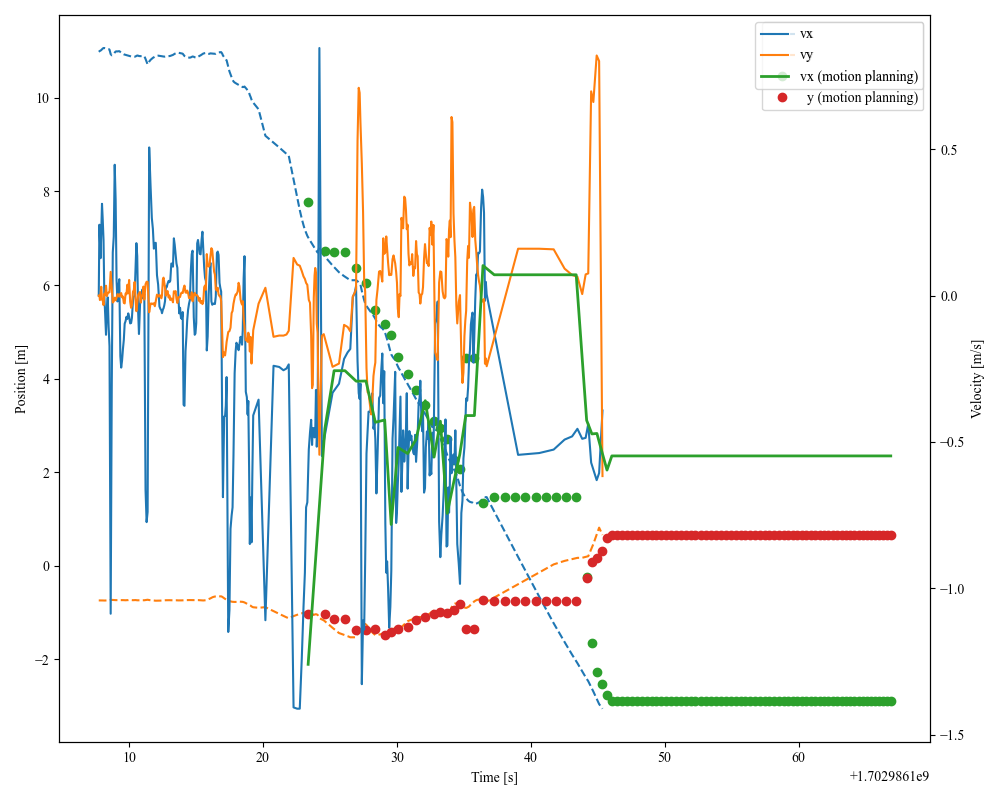 vx
vy
vx (motion planning)
y (motion planning)
10
8
6
4
2
0
−2
Position [m]
0.5
0.0
−0.5
−1.0
−1.5
Velocity [m/s]
10
20
30
40
50
60
Time [s]
+1.7029861e9